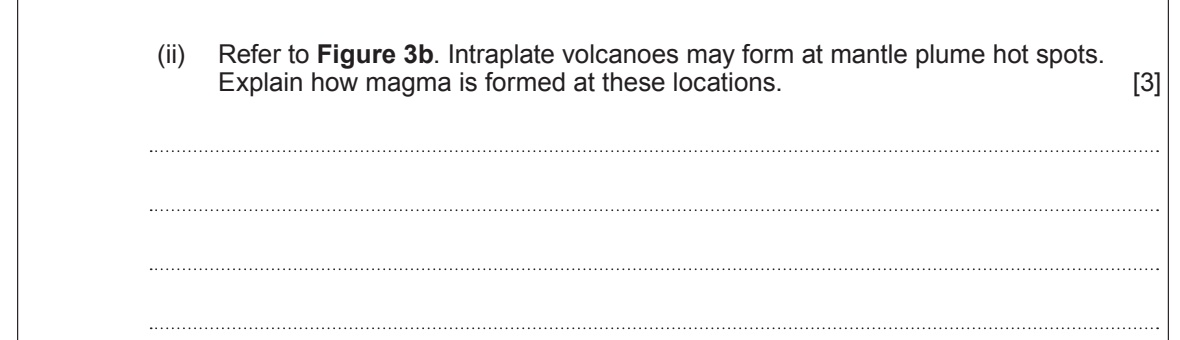 (ii) Refer to Figure 3b. Intraplate volcanoes may form at mantle plume hot spots.
Explain how magma is formed at these locations. [3]